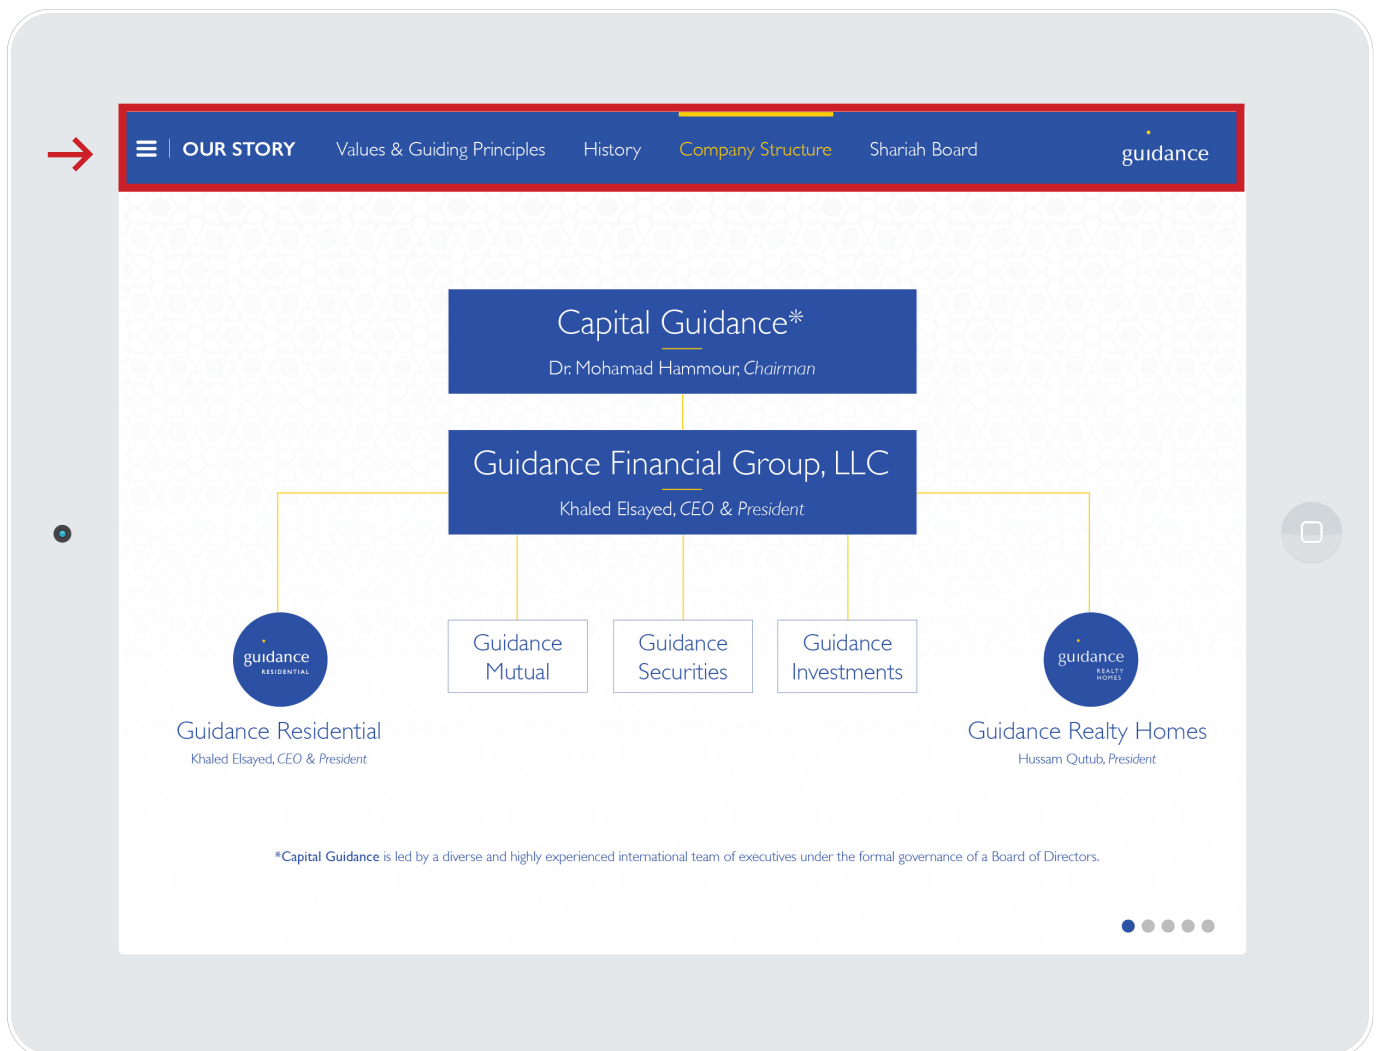 OUR STORY Values & Guiding Principles History Company Structure Shariah Board guidance
Capital Guidance*
Dr. Mohamad Hammour, Chairman
Guidance Financial Group, LLC
Khaled Elsayed, CEO & President
guidance
RESIDENTIAL
Guidance Residential
Khaled Elsayed, CEO & President
Guidance
Mutual
Guidance
Securities
Guidance
Investments
guidance
REALTY
HOMES
Guidance Realty Homes
Hussam Qutub, President
*Capital Guidance is led by a diverse and highly experienced international team of executives under the formal governance of a Board of Directors.